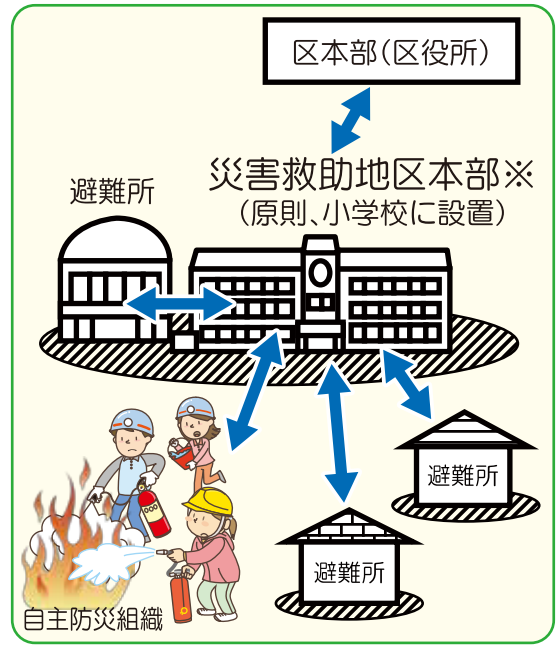 区本部（区役所）
災害救助地区本部※
（原則、小学校に設置）
避難所
避難所
避難所
自主防災組織